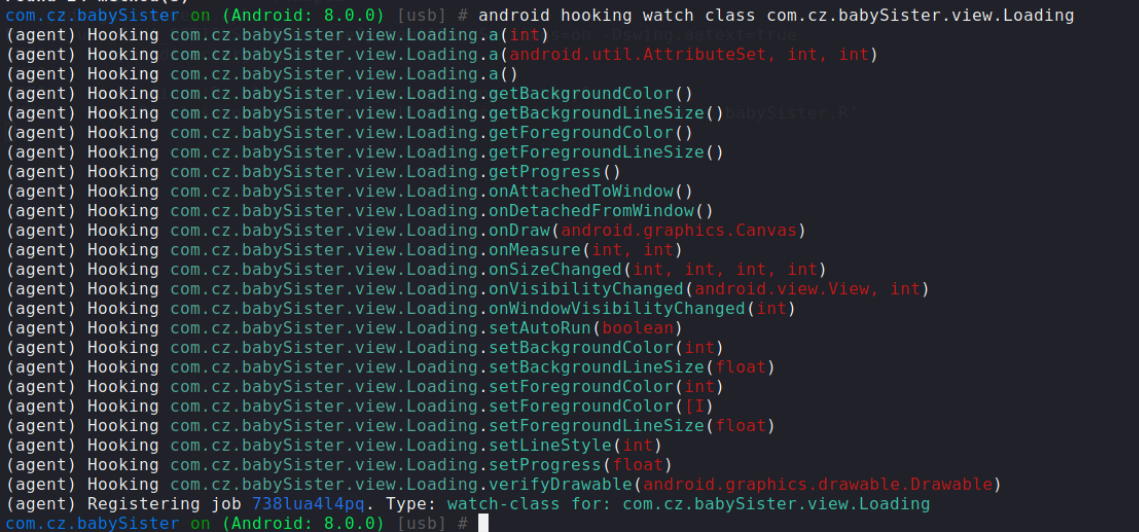 com.cz.babySister on (Android: 8.0.0) [usb] # android hooking watch class com.cz.babySister.view.Loading
(agent) Hooking com.cz.babySister.view.Loading.a(int)
(agent) Hooking com.cz.babySister.view.Loading.a(android.util.AttributeSet, int, int)
(agent) Hooking com.cz.babySister.view.Loading.a()
(agent) Hooking com.cz.babySister.view.Loading.getBackgroundColor()
(agent) Hooking com.cz.babySister.view.Loading.getBackgroundLineSize()
(agent) Hooking com.cz.babySister.view.Loading.getForegroundColor()
(agent) Hooking com.cz.babySister.view.Loading.getForegroundLineSize()
(agent) Hooking com.cz.babySister.view.Loading.getProgress()
(agent) Hooking com.cz.babySister.view.Loading.onAttachedToWindow()
(agent) Hooking com.cz.babySister.view.Loading.onDetachedFromWindow()
(agent) Hooking com.cz.babySister.view.Loading.onDraw(android.graphics.Canvas)
(agent) Hooking com.cz.babySister.view.Loading.onMeasure(int, int)
(agent) Hooking com.cz.babySister.view.Loading.onSizeChanged(int, int, int, int)
(agent) Hooking com.cz.babySister.view.Loading.onVisibilityChanged(android.view.View, int)
(agent) Hooking com.cz.babySister.view.Loading.onWindowVisibilityChanged(int)
(agent) Hooking com.cz.babySister.view.Loading.setAutoRun(boolean)
(agent) Hooking com.cz.babySister.view.Loading.setBackgroundColor(int)
(agent) Hooking com.cz.babySister.view.Loading.setBackgroundLineSize(float)
(agent) Hooking com.cz.babySister.view.Loading.setForegroundColor(int)
(agent) Hooking com.cz.babySister.view.Loading.setForegroundColor([I)
(agent) Hooking com.cz.babySister.view.Loading.setForegroundLineSize(float)
(agent) Hooking com.cz.babySister.view.Loading.setLineStyle(int)
(agent) Hooking com.cz.babySister.view.Loading.setProgress(float)
(agent) Hooking com.cz.babySister.view.Loading.verifyDrawable(android.graphics.drawable.Drawable)
(agent) Registering job 738lua4l4pq. Type: watch-class for: com.cz.babySister.view.Loading
com.cz.babySister on (Android: 8.0.0) [usb] #